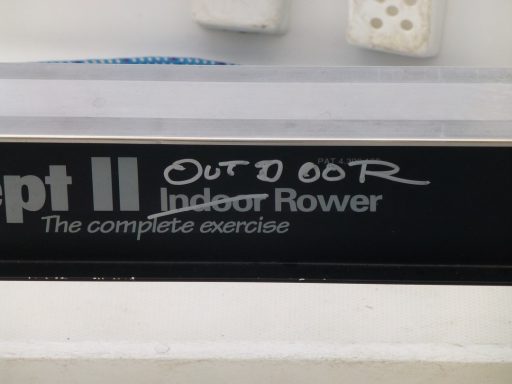 OUTDOOR
ept II Indoor Rower
The complete exercise